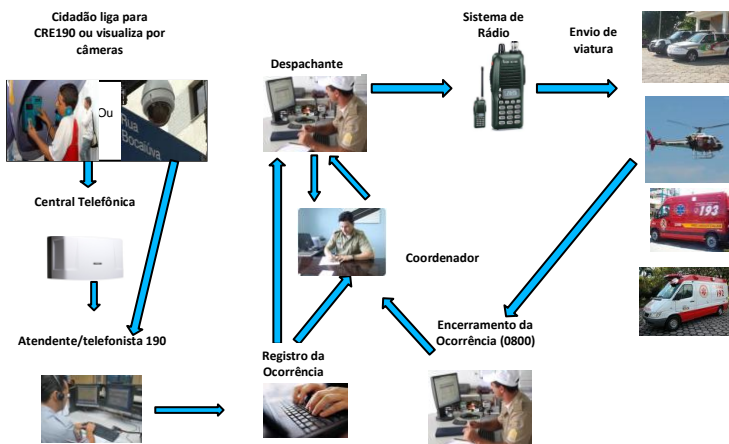 Cidadão liga para
CRE190 ou visualiza por
câmeras
Ou
Rua
Bocaiúva
Central Telefônica
Atendente/telefonista 190
Despachante
Sistema de
Rádio
Envio de
viatura
193
192
Coordenador
Registro da
Ocorrência
Encerramento da
Ocorrência (0800)